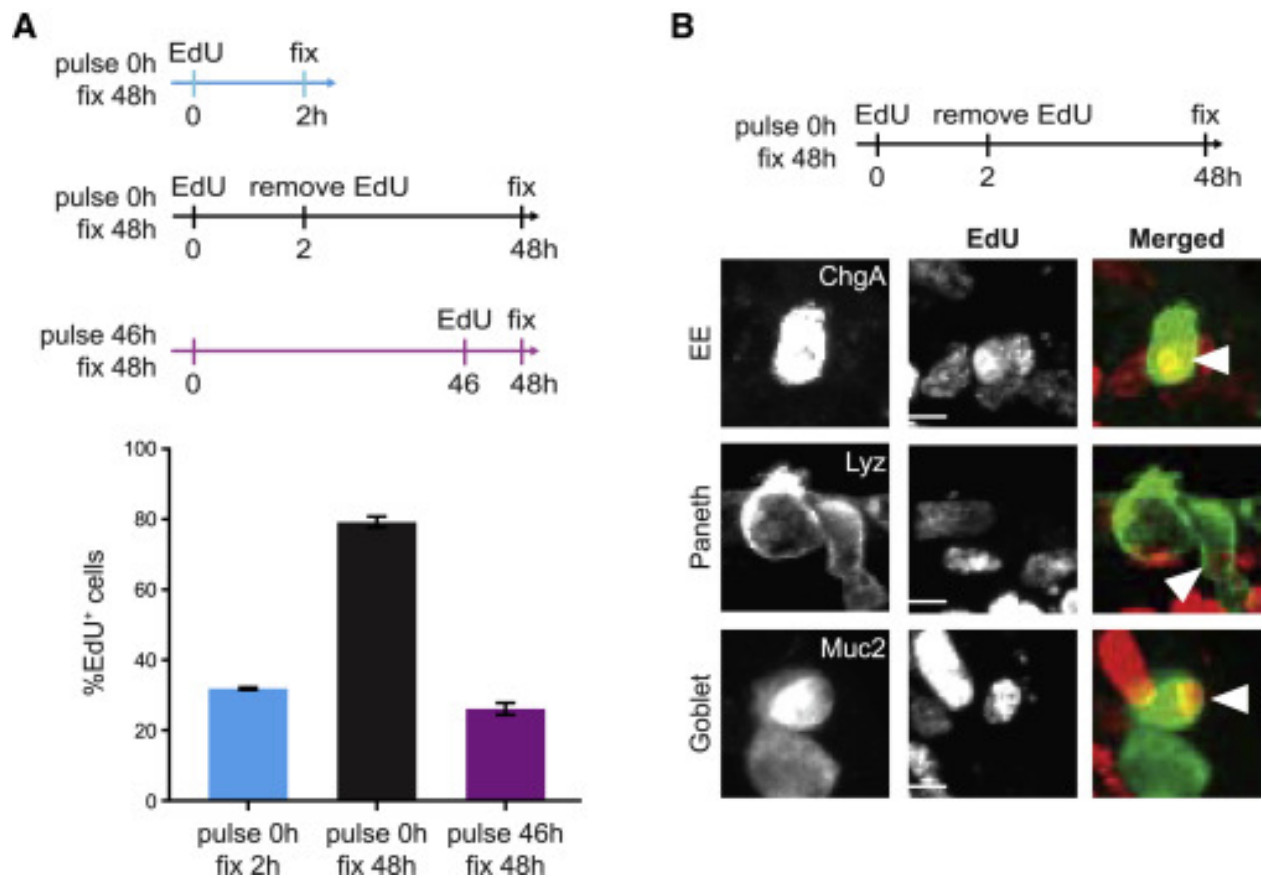 A
EdU fix
pulse 0h
fix 48h
0 2h
EdU remove EdU fix
pulse 0h
fix 48h
0 2 48h
EdU fix
pulse 46h
fix 48h
0 46 48h
100
80
60
40
20
0
%EdU⁺ cells
pulse 0h
fix 2h
pulse 0h
fix 48h
pulse 46h
fix 48h
B
EdU remove EdU fix
pulse 0h
fix 48h
0 2 48h
EdU Merged
EE
ChgA
Paneth
Lyz
Goblet
Muc2